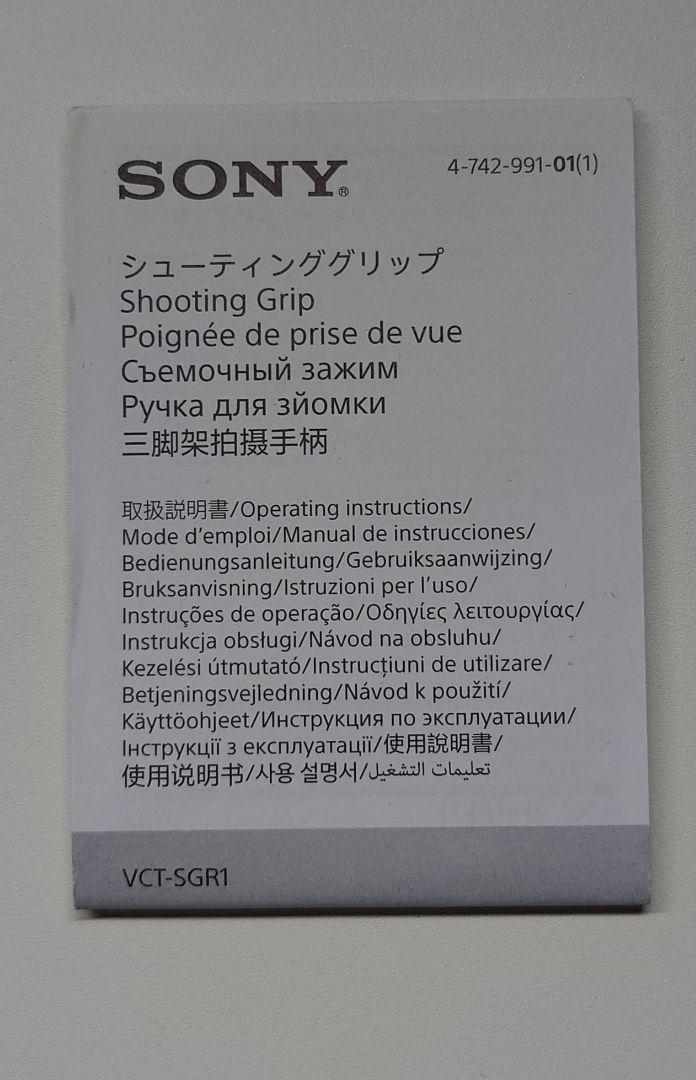 SONY®
4-742-991-01(1)
シューティンググリップ
Shooting Grip
Poignée de prise de vue
Съемочный зажим
Ручка для зйомки
三脚架拍摄手柄
取扱説明書/Operating instructions/
Mode d’emploi/Manual de instrucciones/
Bedienungsanleitung/Gebruiksaanwijzing/
Bruksanvisning/Istruzioni per l’uso/
Instruções de operação/Οδηγίες λειτουργίας/
Instrukcja obsługi/Návod na obsluhu/
Kezelési útmutató/Instrucțiuni de utilizare/
Betjeningsvejledning/Návod k použití/
Käyttöohjeet/Инструкция по эксплуатации/
Інструкції з експлуатації/使用說明書/
使用说明书/사용 설명서/تعليمات التشغيل
VCT-SGR1